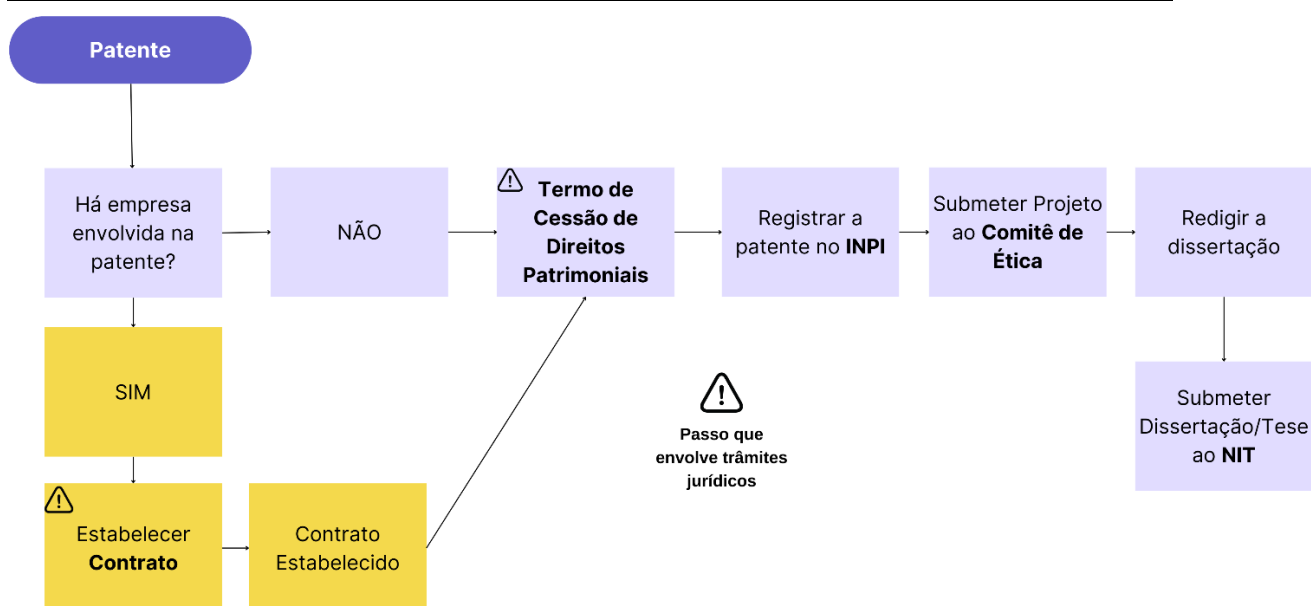 Patente
Há empresa
envolvida na
patente?
NÃO
Termo de
Cessão de
Direitos
Patrimoniais
Registrar a
patente no INPI
Submeter Projeto
ao Comitê de
Ética
Redigir a
dissertação
SIM
Passo que
envolve trâmites
jurídicos
Submeter
Dissertação/Tese
ao NIT
Estabelecer
Contrato
Contrato
Estabelecido